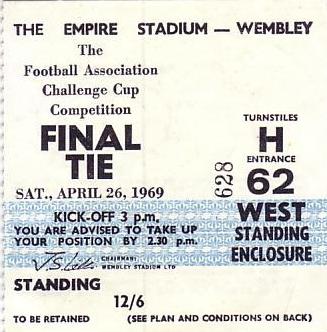 THE EMPIRE STADIUM — WEMBLEY
The
Football Association
Challenge Cup
Competition
FINAL
TIE
SAT., APRIL 26, 1969
KICK-OFF 3 p.m.
YOU ARE ADVISED TO TAKE UP
YOUR POSITION BY 2.30 p.m.
CHAIRMAN:
WEMBLEY STADIUM LTD
TURNSTILES
H
ENTRANCE
62
628
WEST
STANDING
ENCLOSURE
STANDING
12/6
TO BE RETAINED (SEE PLAN AND CONDITIONS ON BACK)